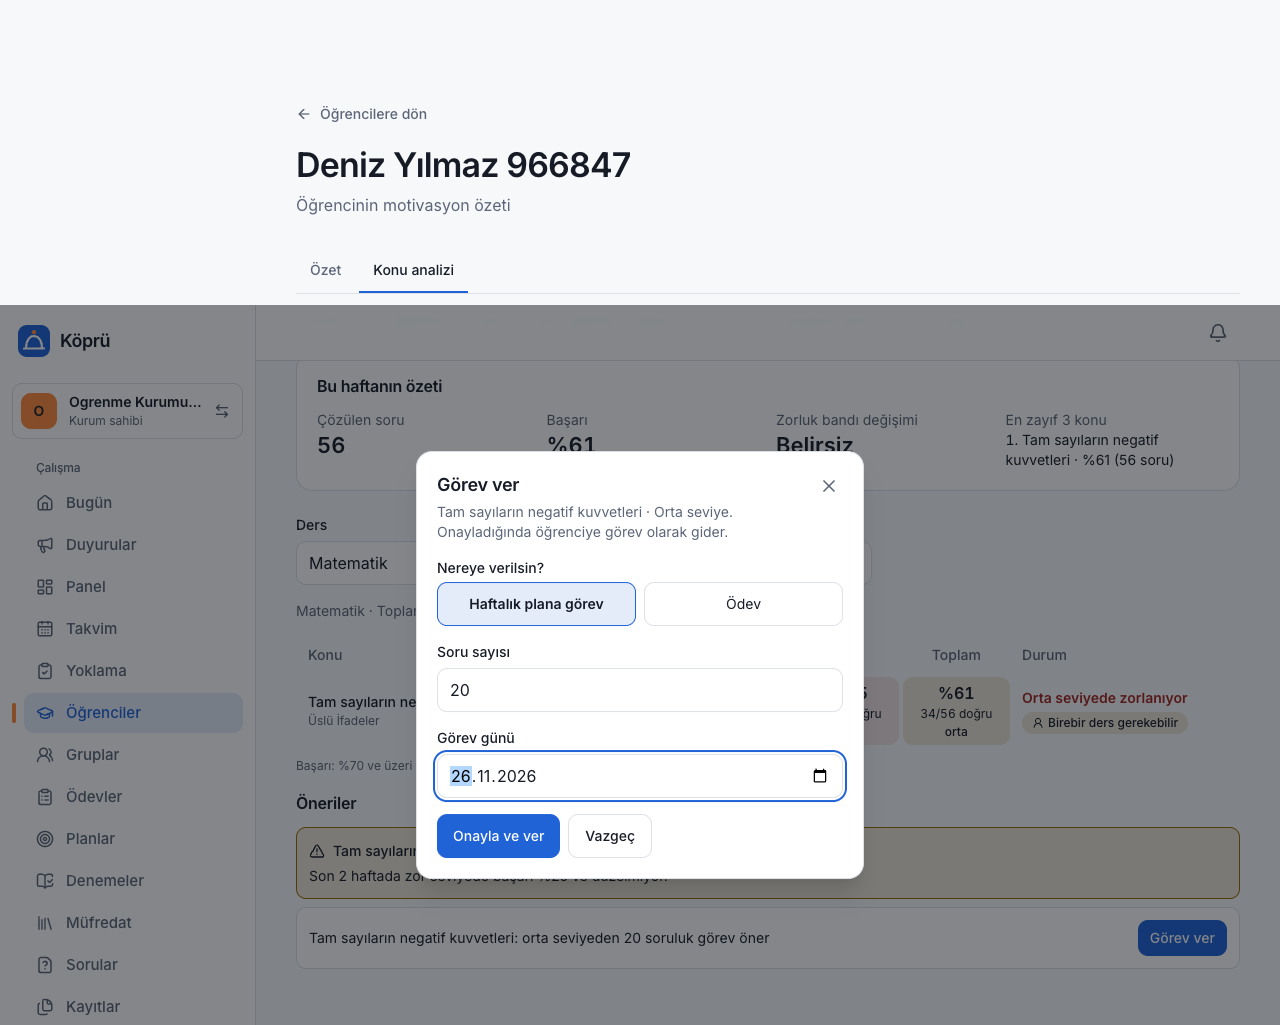 Öğrencilere dön
Deniz Yılmaz 966847
Öğrencinin motivasyon özeti
Özet
Konu analizi
Köprü
O
Ogrenme Kurumu...
Kurum sahibi
Çalışma
Bugün
Duyurular
Panel
Takvim
Yoklama
Öğrenciler
Gruplar
Ödevler
Planlar
Denemeler
Müfredat
Sorular
Kayıtlar
Bu haftanın özeti
Çözülen soru
56
Başarı
%61
Zorluk bandı değişimi
Belirsiz
En zayıf 3 konu
1. Tam sayıların negatif
kuvvetleri · %61 (56 soru)
Ders
Matematik
Matematik
Konu
Toplam
Durum
Tam sayıların
Üslü İfadeler
%61
34/56 doğru
orta
Orta seviyede zorlanıyor
Birebir ders gerekebilir
Başarı: %70 ve üzeri
Öneriler
Tam
Son 2 haftada
Tam sayıların negatif kuvvetleri: orta seviyeden 20 soruluk görev öner
Görev ver
Görev ver
Tam sayıların negatif kuvvetleri · Orta seviye.
Onayladığında öğrenciye görev olarak gider.
Nereye verilsin?
Haftalık plana görev
Ödev
Soru sayısı
20
Görev günü
26.11.2026
Onayla ve ver
Vazgeç